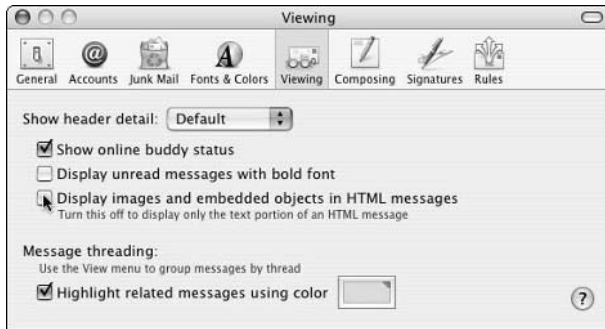 Viewing
General Accounts Junk Mail Fonts & Colors Viewing Composing Signatures Rules
Show header detail: Default
Show online buddy status
Display unread messages with bold font
Display images and embedded objects in HTML messages
Turn this off to display only the text portion of an HTML message
Message threading:
Use the View menu to group messages by thread
Highlight related messages using color
?